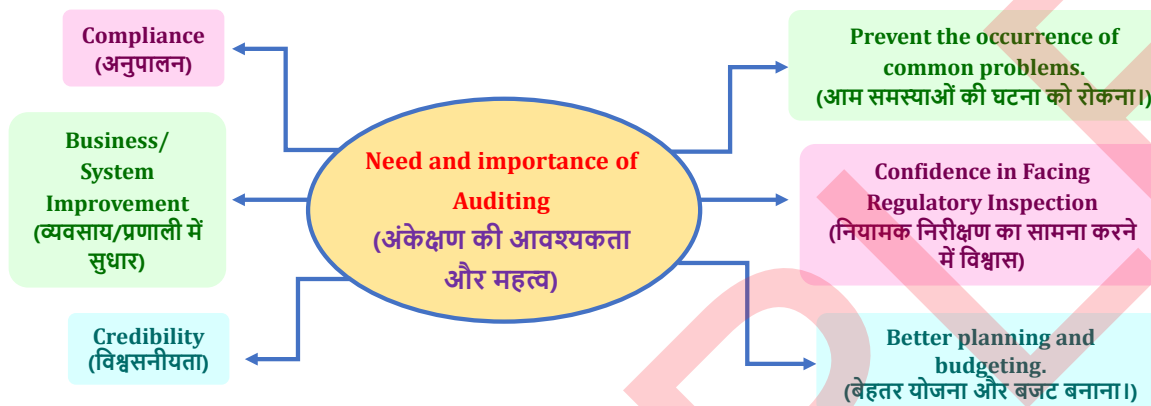 Compliance
(अनुपालन)
Business/
System
Improvement
(व्यवसाय/प्रणाली में
सुधार)
Credibility
(विश्वसनीयता)
Need and importance of
Auditing
(अंकेक्षण की आवश्यकता
और महत्व)
Prevent the occurrence of
common problems.
(आम समस्याओं की घटना को रोकना।)
Confidence in Facing
Regulatory Inspection
(नियामक निरीक्षण का सामना करने
में विश्वास)
Better planning and
budgeting.
(बेहतर योजना और बजट बनाना।)